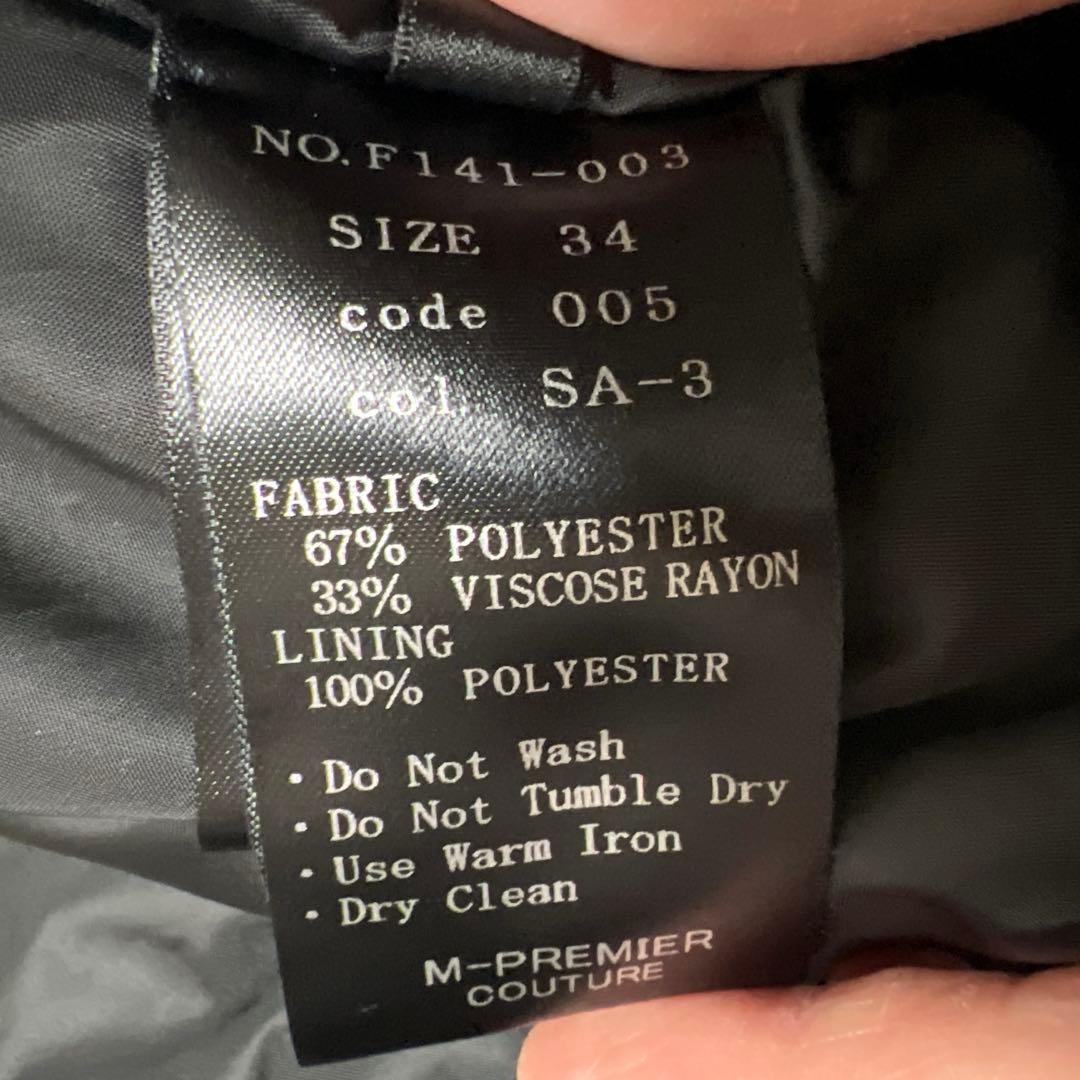 NO.F141-003
SIZE 34
code 005
col. SA-3
FABRIC
67% POLYESTER
33% VISCOSE RAYON
LINING
100% POLYESTER
・Do Not Wash
・Do Not Tumble Dry
・Use Warm Iron
・Dry Clean
M-PREMIER
COUTURE